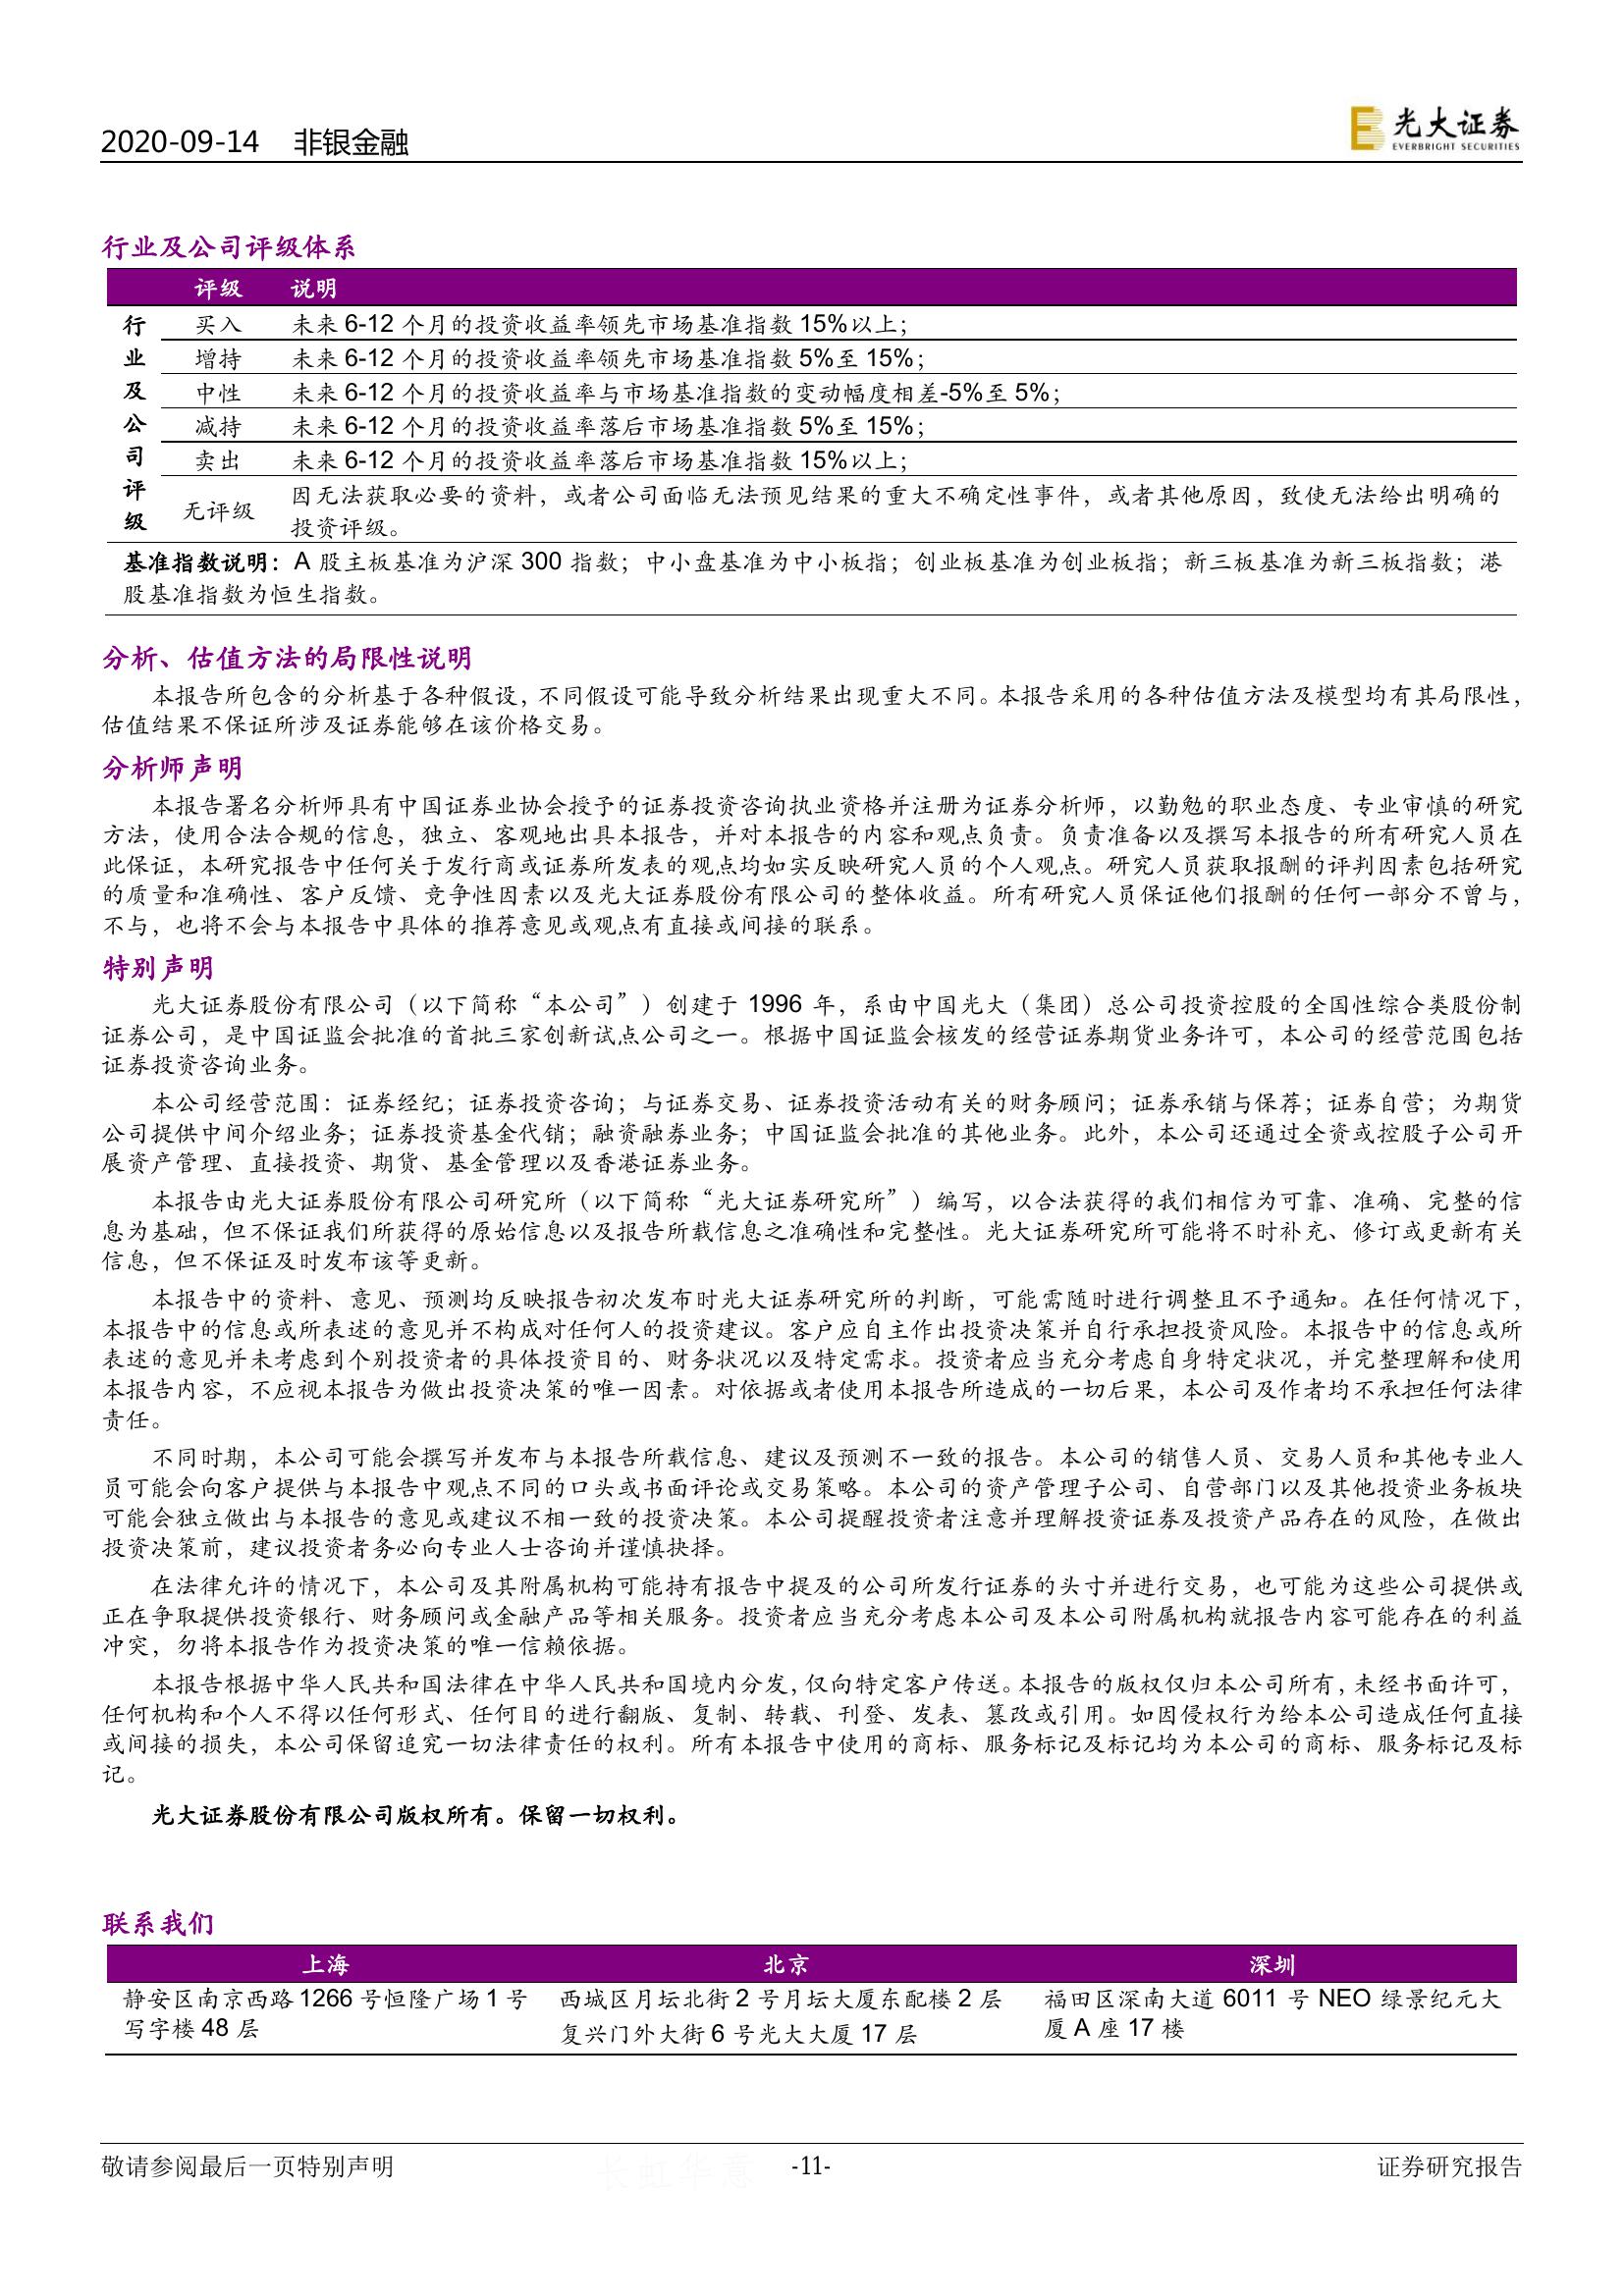 2020-09-14 非银金融
光大证券
EVERBRIGHT SECURITIES
行业及公司评级体系
评级 说明
行业及公司评级
买入 未来 6-12 个月的投资收益率领先市场基准指数 15%以上；
增持 未来 6-12 个月的投资收益率领先市场基准指数 5%至 15%；
中性 未来 6-12 个月的投资收益率与市场基准指数的变动幅度相差-5%至 5%；
减持 未来 6-12 个月的投资收益率落后市场基准指数 5%至 15%；
卖出 未来 6-12 个月的投资收益率落后市场基准指数 15%以上；
无评级 因无法获取必要的资料，或者公司面临无法预见结果的重大不确定性事件，或者其他原因，致使无法给出明确的
投资评级。
基准指数说明：A 股主板基准为沪深 300 指数；中小盘基准为中小板指；创业板基准为创业板指；新三板基准为新三板指数；港
股基准指数为恒生指数。
分析、估值方法的局限性说明
本报告所包含的分析基于各种假设，不同假设可能导致分析结果出现重大不同。本报告采用的各种估值方法及模型均有其局限性，
估值结果不保证所涉及证券能够在该价格交易。
分析师声明
本报告署名分析师具有中国证券业协会授予的证券投资咨询执业资格并注册为证券分析师，以勤勉的职业态度、专业审慎的研究
方法，使用合法合规的信息，独立、客观地出具本报告，并对本报告的内容和观点负责。负责准备以及撰写本报告的所有研究人员在
此保证，本研究报告中任何关于发行商或证券所发表的观点均如实反映研究人员的个人观点。研究人员获取报酬的评判因素包括研究
的质量和准确性、客户反馈、竞争性因素以及光大证券股份有限公司的整体收益。所有研究人员保证他们报酬的任何一部分不曾与，
不与，也将不会与本报告中具体的推荐意见或观点有直接或间接的联系。
特别声明
光大证券股份有限公司（以下简称“本公司”）创建于 1996 年，系由中国光大（集团）总公司投资控股的全国性综合类股份制
证券公司，是中国证监会批准的首批三家创新试点公司之一。根据中国证监会核发的经营证券期货业务许可，本公司的经营范围包括
证券投资咨询业务。
本公司经营范围：证券经纪；证券投资咨询；与证券交易、证券投资活动有关的财务顾问；证券承销与保荐；证券自营；为期货
公司提供中间介绍业务；证券投资基金代销；融资融券业务；中国证监会批准的其他业务。此外，本公司还通过全资或控股子公司开
展资产管理、直接投资、期货、基金管理以及香港证券业务。
本报告由光大证券股份有限公司研究所（以下简称“光大证券研究所”）编写，以合法获得的我们相信为可靠、准确、完整的信
息为基础，但不保证我们所获得的原始信息以及报告所载信息之准确性和完整性。光大证券研究所可能将不时补充、修订或更新有关
信息，但不保证及时发布该等更新。
本报告中的资料、意见、预测均反映报告初次发布时光大证券研究所的判断，可能需随时进行调整且不予通知。在任何情况下，
本报告中的信息或所表述的意见并不构成对任何人的投资建议。客户应自主作出投资决策并自行承担投资风险。本报告中的信息或所
表述的意见并未考虑到个别投资者的具体投资目的、财务状况以及特定需求。投资者应当充分考虑自身特定状况，并完整理解和使用
本报告内容，不应视本报告为做出投资决策的唯一因素。对依据或者使用本报告所造成的一切后果，本公司及作者均不承担任何法律
责任。
不同时期，本公司可能会撰写并发布与本报告所载信息、建议及预测不一致的报告。本公司的销售人员、交易人员和其他专业人
员可能会向客户提供与本报告中观点不同的口头或书面评论或交易策略。本公司的资产管理子公司、自营部门以及其他投资业务板块
可能会独立做出与本报告的意见或建议不相一致的投资决策。本公司提醒投资者注意并理解投资证券及投资产品存在的风险，在做出
投资决策前，建议投资者务必向专业人士咨询并谨慎抉择。
在法律允许的情况下，本公司及其附属机构可能持有报告中提及的公司所发行证券的头寸并进行交易，也可能为这些公司提供或
正在争取提供投资银行、财务顾问或金融产品等相关服务。投资者应当充分考虑本公司及本公司附属机构就报告内容可能存在的利益
冲突，勿将本报告作为投资决策的唯一信赖依据。
本报告根据中华人民共和国法律在中华人民共和国境内分发，仅向特定客户传送。本报告的版权仅归本公司所有，未经书面许可，
任何机构和个人不得以任何形式、任何目的进行翻版、复制、转载、刊登、发表、篡改或引用。如因侵权行为给本公司造成任何直接
或间接的损失，本公司保留追究一切法律责任的权利。所有本报告中使用的商标、服务标记及标记均为本公司的商标、服务标记及标
记。
光大证券股份有限公司版权所有。保留一切权利。
联系我们
上海 北京 深圳
静安区南京西路 1266 号恒隆广场 1 号
写字楼 48 层
西城区月坛北街 2 号月坛大厦东配楼 2 层
复兴门外大街 6 号光大大厦 17 层
福田区深南大道 6011 号 NEO 绿景纪元大
厦 A 座 17 楼
敬请参阅最后一页特别声明 -11- 证券研究报告